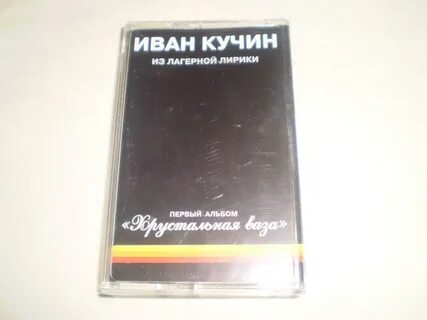 ИВАН КУЧИН
ИЗ ЛАГЕРНОЙ ЛИРИКИ
ПЕРВЫЙ АЛЬБОМ
«Хрустальная ваза»